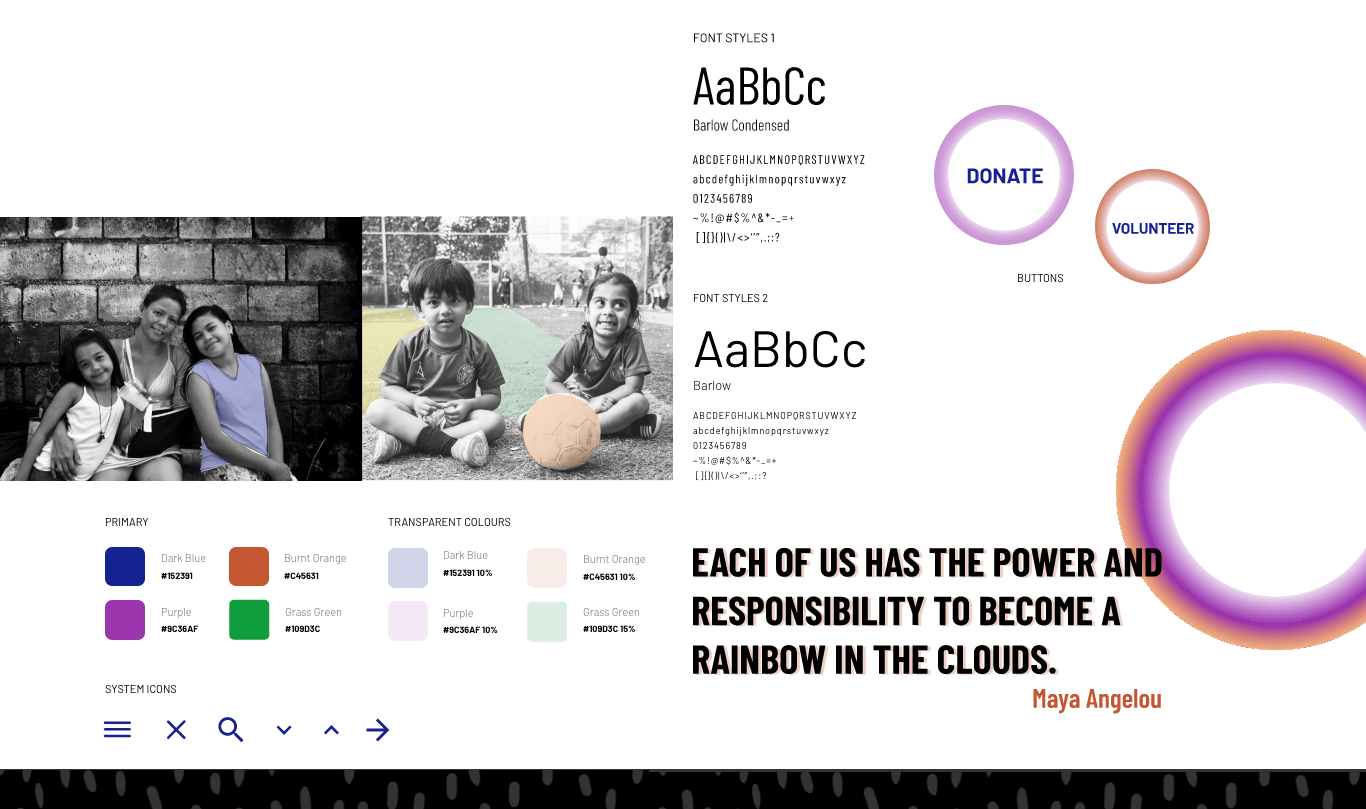 FONT STYLES 1
AaBbCc
Barlow Condensed
ABCDEFGHIJKLMNOPQRSTUVWXYZ
abcdefghijklmnopqrstuvwxyz
0123456789
~%!@#$%^&*-_=+
[]{}()|\/<>'’”,.;:?
DONATE
VOLUNTEER
BUTTONS
FONT STYLES 2
AaBbCc
Barlow
ABCDEFGHIJKLMNOPQRSTUVWXYZ
abcdefghijklmnopqrstuvwxyz
0123456789
~%!@#$%^&*-_=+
[]{}()|\/<>'’”,.;:?
PRIMARY
Dark Blue
#152391
Burnt Orange
#C45631
Purple
#9C36AF
Grass Green
#109D3C
TRANSPARENT COLOURS
Dark Blue
#152391 10%
Burnt Orange
#C45631 10%
Purple
#9C36AF 10%
Grass Green
#109D3C 15%
SYSTEM ICONS
EACH OF US HAS THE POWER AND
RESPONSIBILITY TO BECOME A
RAINBOW IN THE CLOUDS.
Maya Angelou